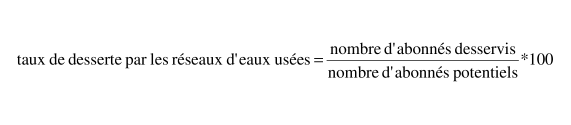 taux de desserte par les réseaux d'eaux usées = nombre d'abonnés desservis
nombre d'abonnés potentiels *100